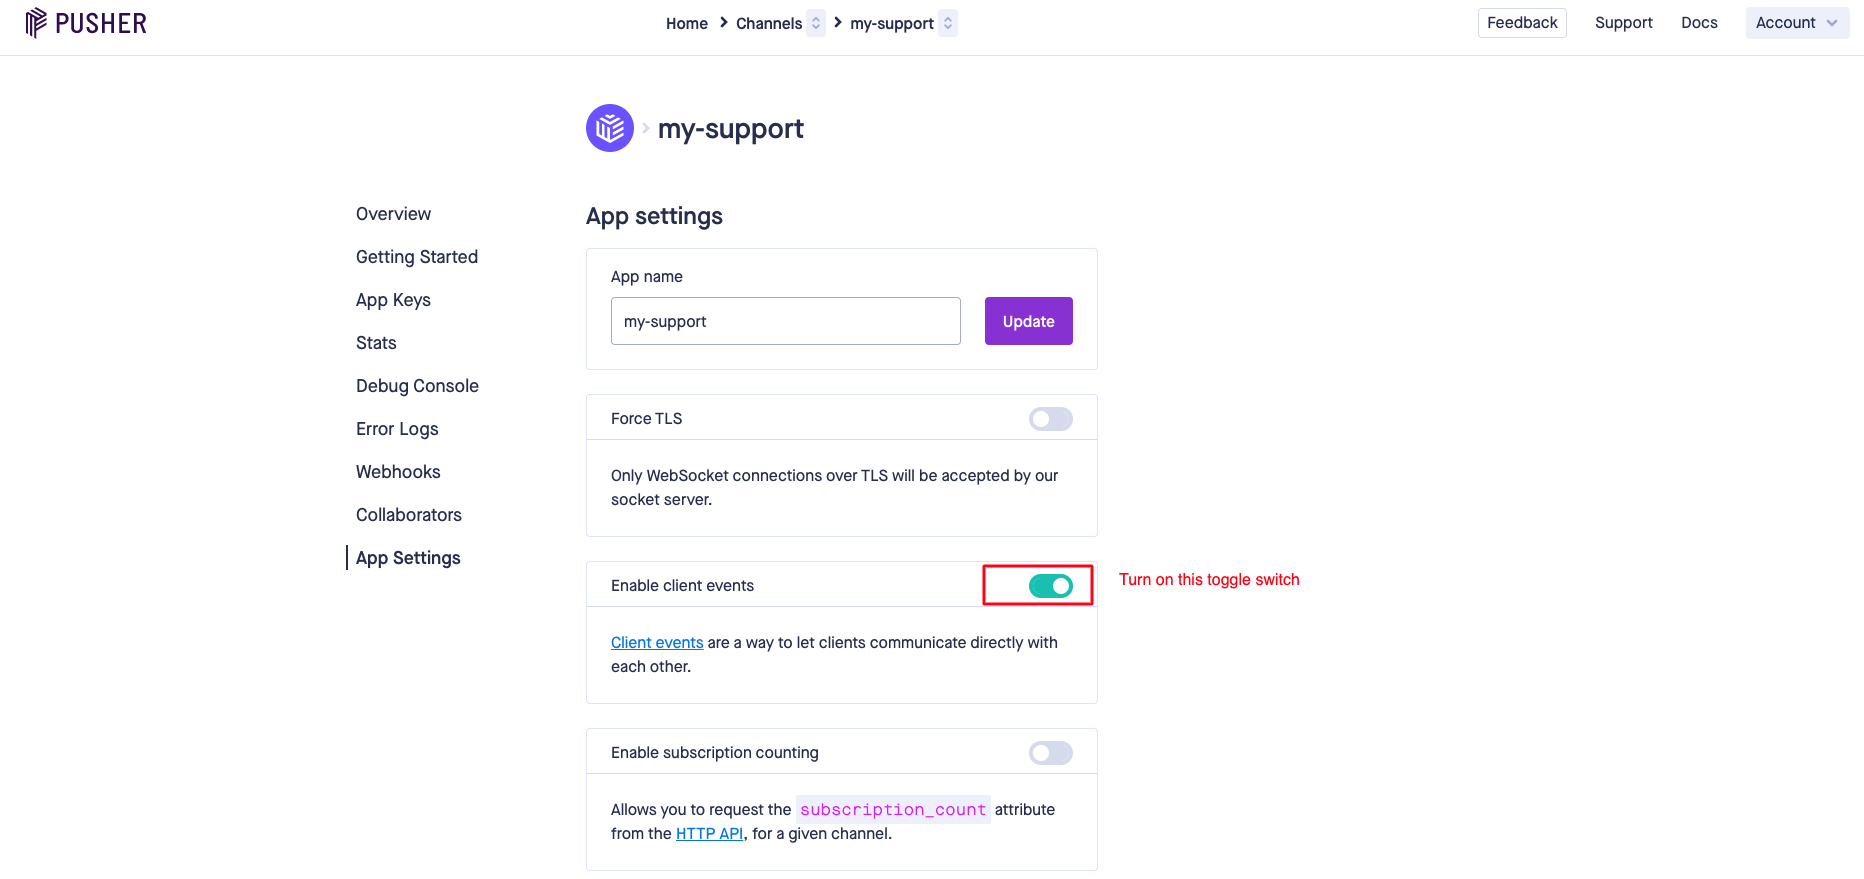 PUSHER
Home
Channels
my-support
Feedback
Support
Docs
Account
my-support
Overview
Getting Started
App Keys
Stats
Debug Console
Error Logs
Webhooks
Collaborators
App Settings
App settings
App name
my-support
Update
Force TLS
Only WebSocket connections over TLS will be accepted by our
socket server.
Enable client events
Turn on this toggle switch
Client events are a way to let clients communicate directly with
each other.
Enable subscription counting
Allows you to request the subscription_count attribute
from the HTTP API, for a given channel.